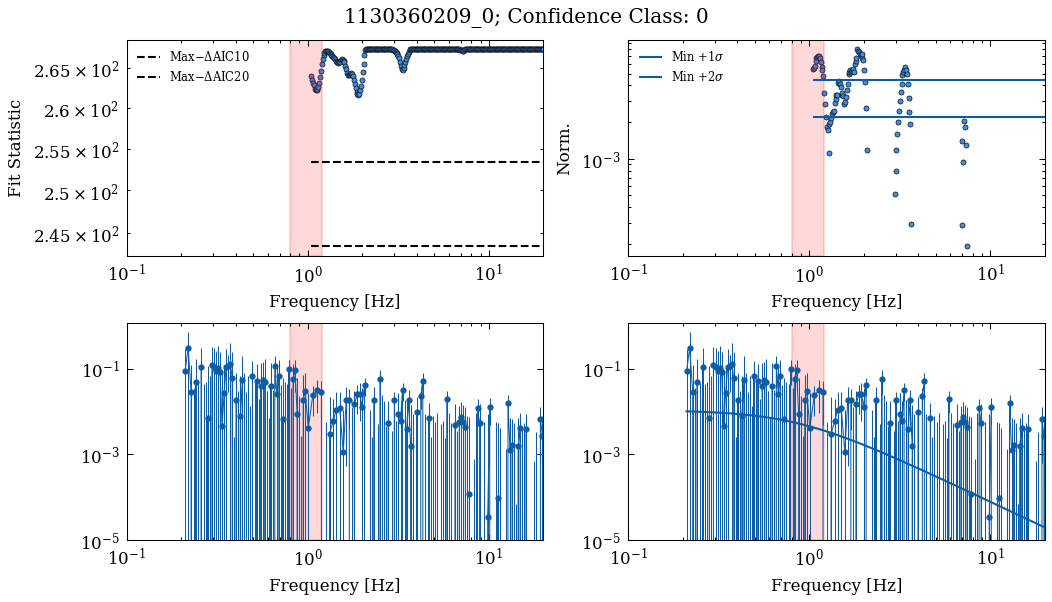 1130360209_0; Confidence Class: 0
Fit Statistic
2.65 × 10²
2.6 × 10²
2.55 × 10²
2.5 × 10²
2.45 × 10²
Max−ΔAIC10
Max−ΔAIC20
10⁻¹
10⁰
10¹
Frequency [Hz]
Norm.
10⁻³
Min +1σ
Min +2σ
10⁻¹
10⁰
10¹
Frequency [Hz]
10⁻¹
10⁻³
10⁻⁵
10⁻¹
10⁰
10¹
Frequency [Hz]
10⁻¹
10⁻³
10⁻⁵
10⁻¹
10⁰
10¹
Frequency [Hz]